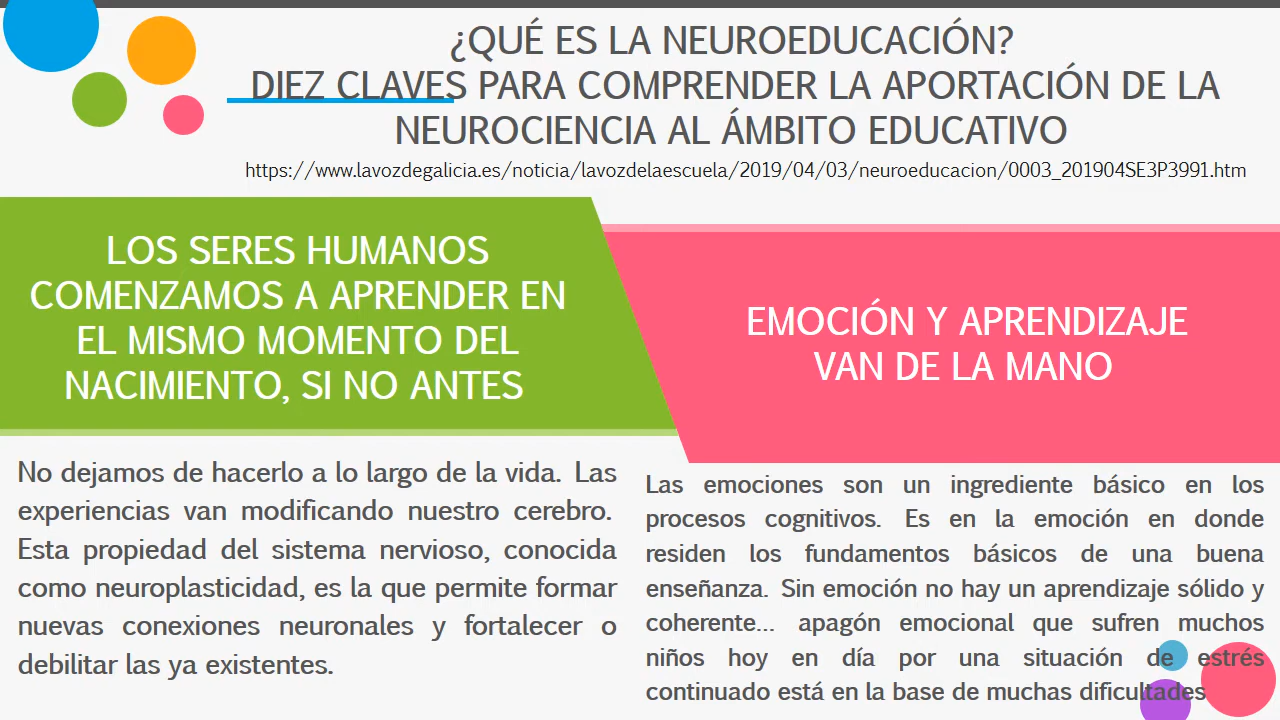 ¿QUÉ ES LA NEUROEDUCACIÓN?
DIEZ CLAVES PARA COMPRENDER LA APORTACIÓN DE LA
NEUROCIENCIA AL ÁMBITO EDUCATIVO
https://www.lavozdegalicia.es/noticia/lavozdelaescuela/2019/04/03/neuroeducacion/0003_201904SE3P3991.htm
LOS SERES HUMANOS
COMENZAMOS A APRENDER EN
EL MISMO MOMENTO DEL
NACIMIENTO, SI NO ANTES
No dejamos de hacerlo a lo largo de la vida. Las
experiencias van modificando nuestro cerebro.
Esta propiedad del sistema nervioso, conocida
como neuroplasticidad, es la que permite formar
nuevas conexiones neuronales y fortalecer o
debilitar las ya existentes.
EMOCIÓN Y APRENDIZAJE
VAN DE LA MANO
Las emociones son un ingrediente básico en los
procesos cognitivos. Es en la emoción en donde
residen los fundamentos básicos de una buena
enseñanza. Sin emoción no hay un aprendizaje sólido y
coherente... apagón emocional que sufren muchos
niños hoy en día por una situación de estrés
continuado está en la base de muchas dificultades